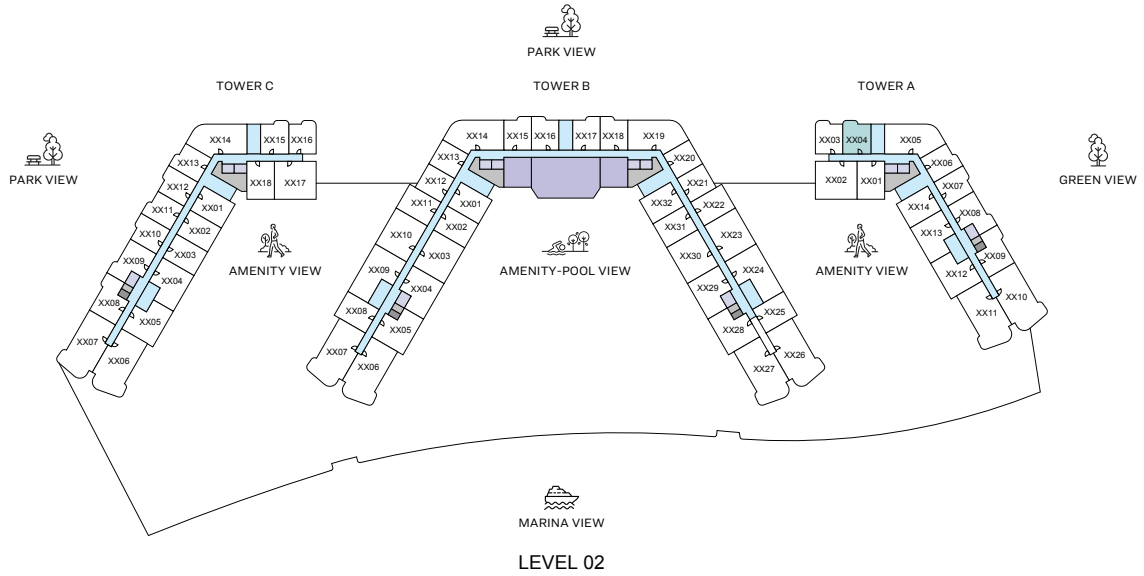 PARK VIEW
TOWER C
TOWER B
TOWER A
PARK VIEW
GREEN VIEW
XX14
XX15
XX16
XX13
XX12
XX11
XX10
XX09
XX08
XX07
XX18
XX17
XX01
XX02
XX03
XX04
XX05
XX06
AMENITY VIEW
XX14
XX15
XX16
XX17
XX18
XX19
XX13
XX12
XX11
XX10
XX09
XX08
XX07
XX01
XX02
XX03
XX04
XX05
XX06
AMENITY-POOL VIEW
XX20
XX21
XX22
XX23
XX24
XX25
XX26
XX32
XX31
XX30
XX29
XX28
XX27
AMENITY VIEW
XX03
XX04
XX05
XX02
XX01
XX06
XX07
XX08
XX09
XX10
XX14
XX13
XX12
XX11
MARINA VIEW
LEVEL 02